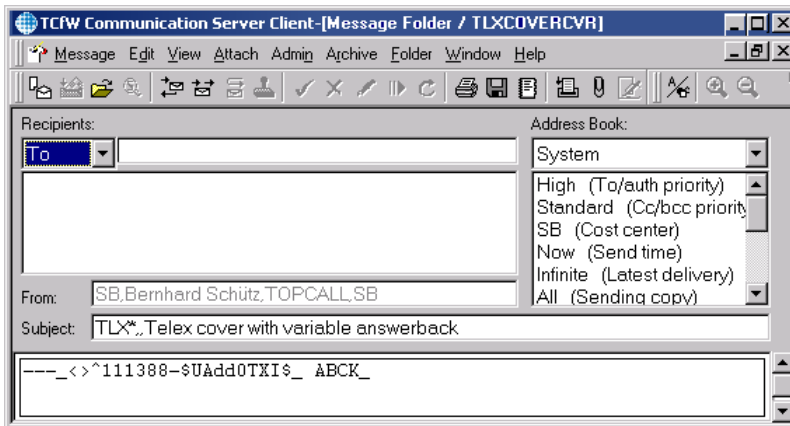 TCfW Communication Server Client-[Message Folder / TLXCOVERCVR]
Message Edit View Attach Admin Archive Folder Window Help
Recipients:
Address Book:
To
System
High (To/auth priority)
Standard (Cc/bcc priority
SB (Cost center)
Now (Send time)
Infinite (Latest delivery)
All (Sending copy)
From: SB,Bernhard Schütz,TOPCALL,SB
Subject: TLX*,,Telex cover with variable answerback
---_<>^111388-$UAdd0TXI$_ ABCK_